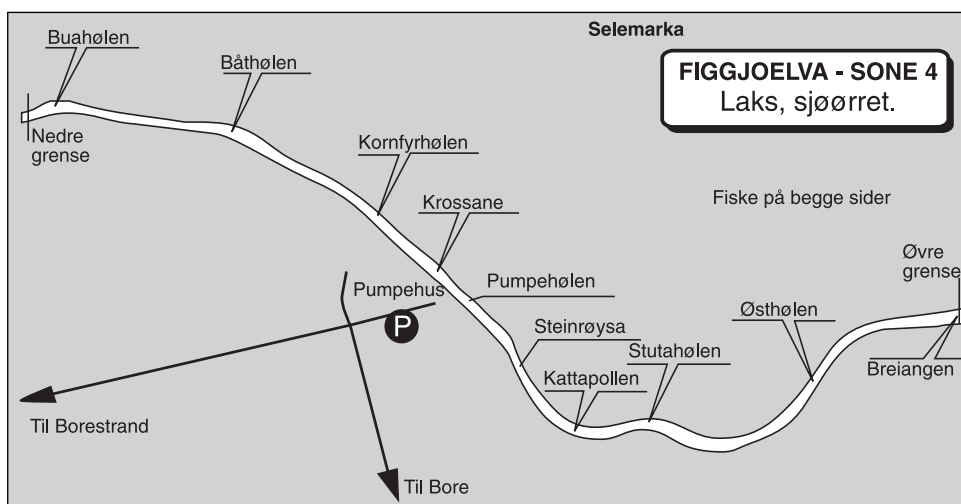 Selemarka
FIGGJOELVA - SONE 4
Laks, sjøørret.
Buahølen
Båthølen
Nedre
grense
Kornfyrhølen
Krossane
Fiske på begge sider
Øvre
grense
Pumpehus
Pumpehølen
P
Østhølen
Steinrøysa
Stutahølen
Kattapollen
Breiangen
Til Borestrand
Til Bore